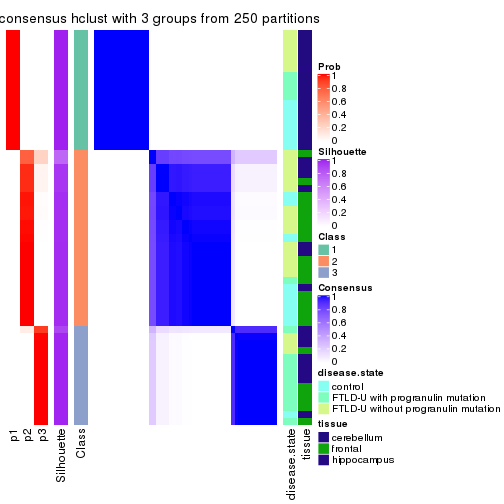 consensus hclust with 3 groups from 250 partitions
Prob
1
0.8
0.6
0.4
0.2
0
Silhouette
1
0.8
0.6
0.4
0.2
0
Class
1
2
3
Consensus
1
0.8
0.6
0.4
0.2
0
disease.state
control
FTLD-U with progranulin mutation
FTLD-U without progranulin mutation
tissue
cerebellum
frontal
hippocampus
p1
p2
p3
Silhouette
Class
disease.state
tissue